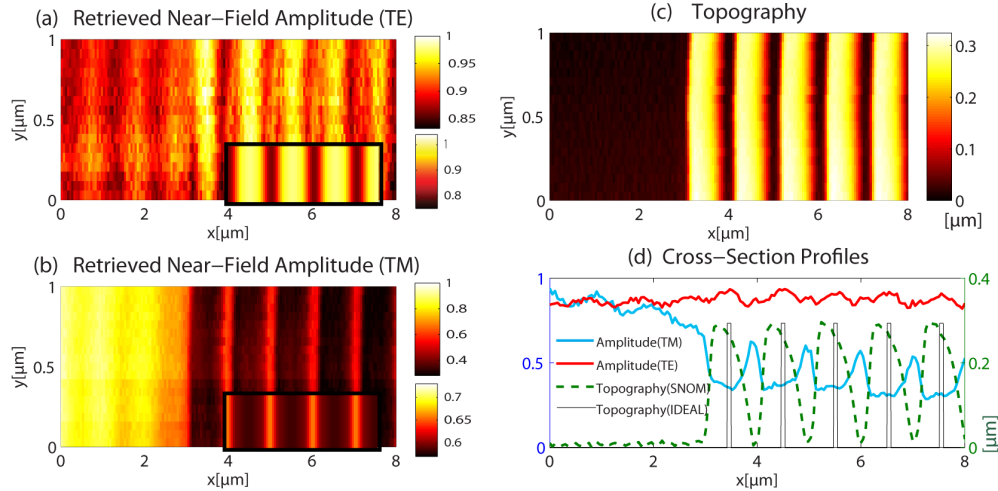 (a) Retrieved Near-Field Amplitude (TE)
y[μm]
1
0.5
0
0 2 4 6 8
x[μm]
1
0.95
0.9
0.85
1
0.9
0.8
(b) Retrieved Near-Field Amplitude (TM)
y[μm]
1
0.5
0
0 2 4 6 8
x[μm]
1
0.8
0.6
0.4
0.7
0.65
0.6
(c) Topography
y[μm]
1
0.5
0
0 2 4 6 8
x[μm]
0.3
0.2
0.1
0
[μm]
(d) Cross-Section Profiles
1
0.5
0
0 2 4 6 8
x[μm]
0.4
0.2
0
[μm]
Amplitude(TM)
Amplitude(TE)
Topography(SNOM)
Topography(IDEAL)